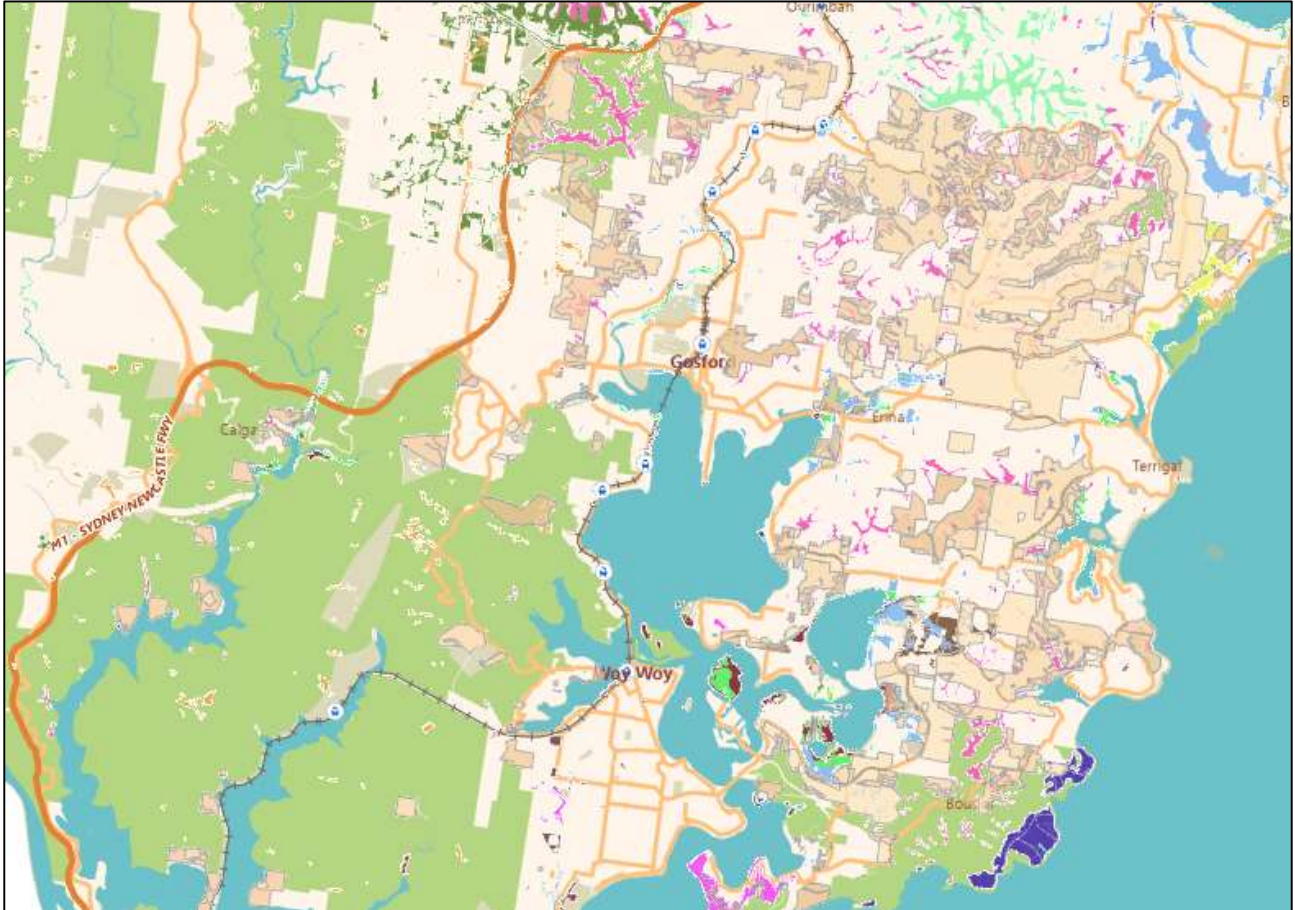 Ourimbah
B
Gosford
Calga
Erina
Terrigal
M1 - SYDNEY NEWCASTLE FWY
Woy Woy